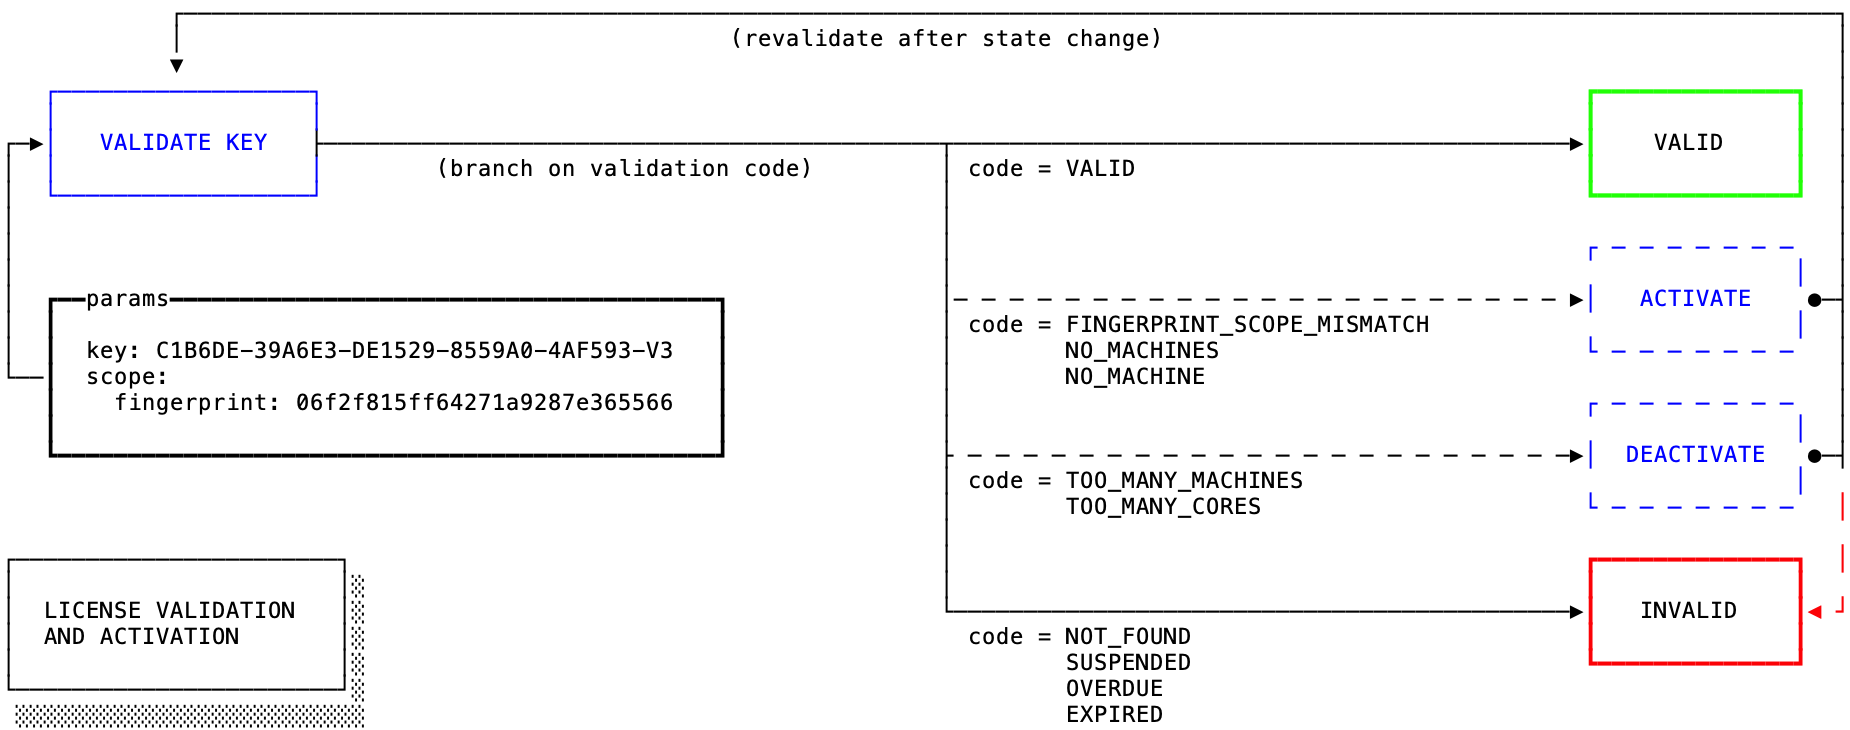 (revalidate after state change)
VALIDATE KEY
(branch on validation code)
code = VALID
VALID
params
key: C1B6DE-39A6E3-DE1529-8559A0-4AF593-V3
scope:
fingerprint: 06f2f815ff64271a9287e365566
code = FINGERPRINT_SCOPE_MISMATCH
NO_MACHINES
NO_MACHINE
ACTIVATE
code = TOO_MANY_MACHINES
TOO_MANY_CORES
DEACTIVATE
LICENSE VALIDATION
AND ACTIVATION
code = NOT_FOUND
SUSPENDED
OVERDUE
EXPIRED
INVALID